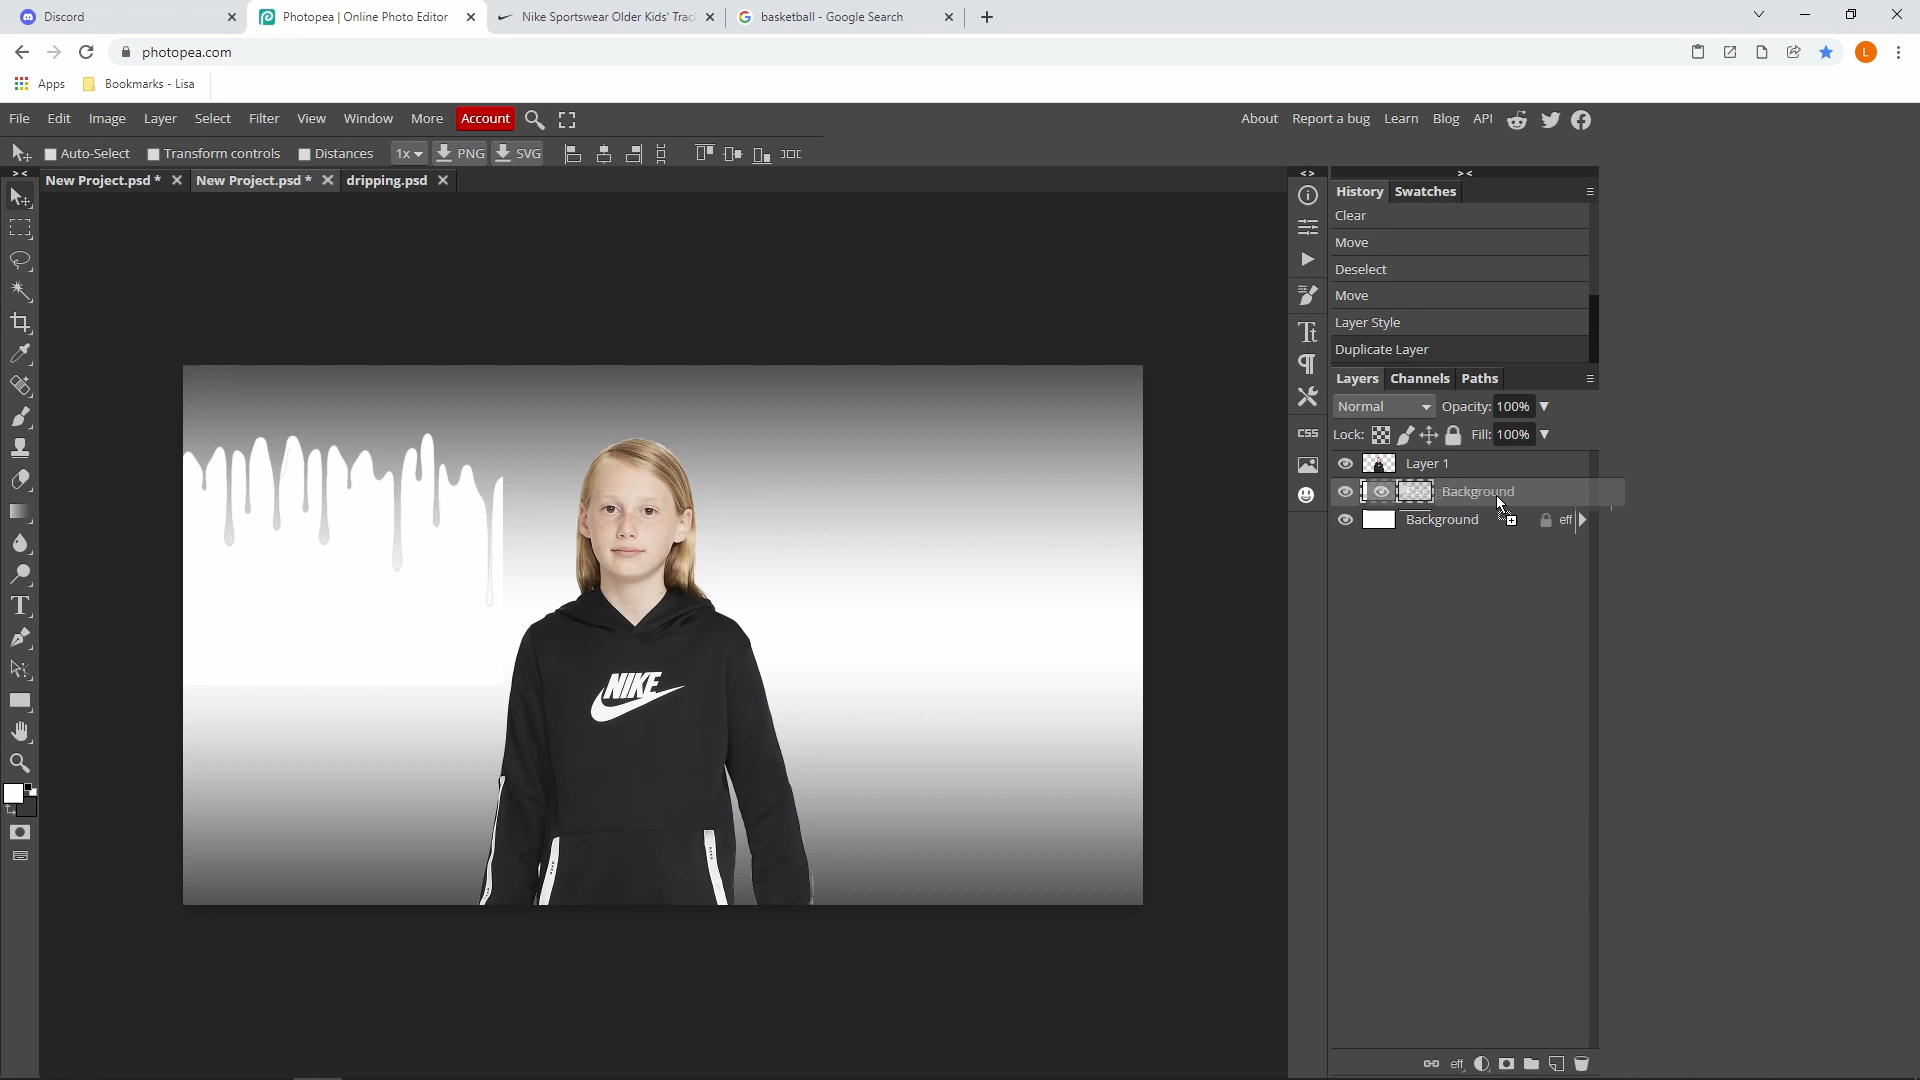 Discord
Photopea | Online Photo Editor
Nike Sportswear Older Kids' Trac
basketball - Google Search
photopea.com
L
Apps
Bookmarks - Lisa
File Edit Image Layer Select Filter View Window More Account
About Report a bug Learn Blog API
Auto-Select Transform controls Distances 1x PNG SVG
New Project.psd * New Project.psd * dripping.psd
History Swatches
Clear
Move
Deselect
Move
Layer Style
Duplicate Layer
Layers Channels Paths
Normal Opacity: 100%
Lock: Fill: 100%
Layer 1
Background
Background eff
CSS
NIKE
eff